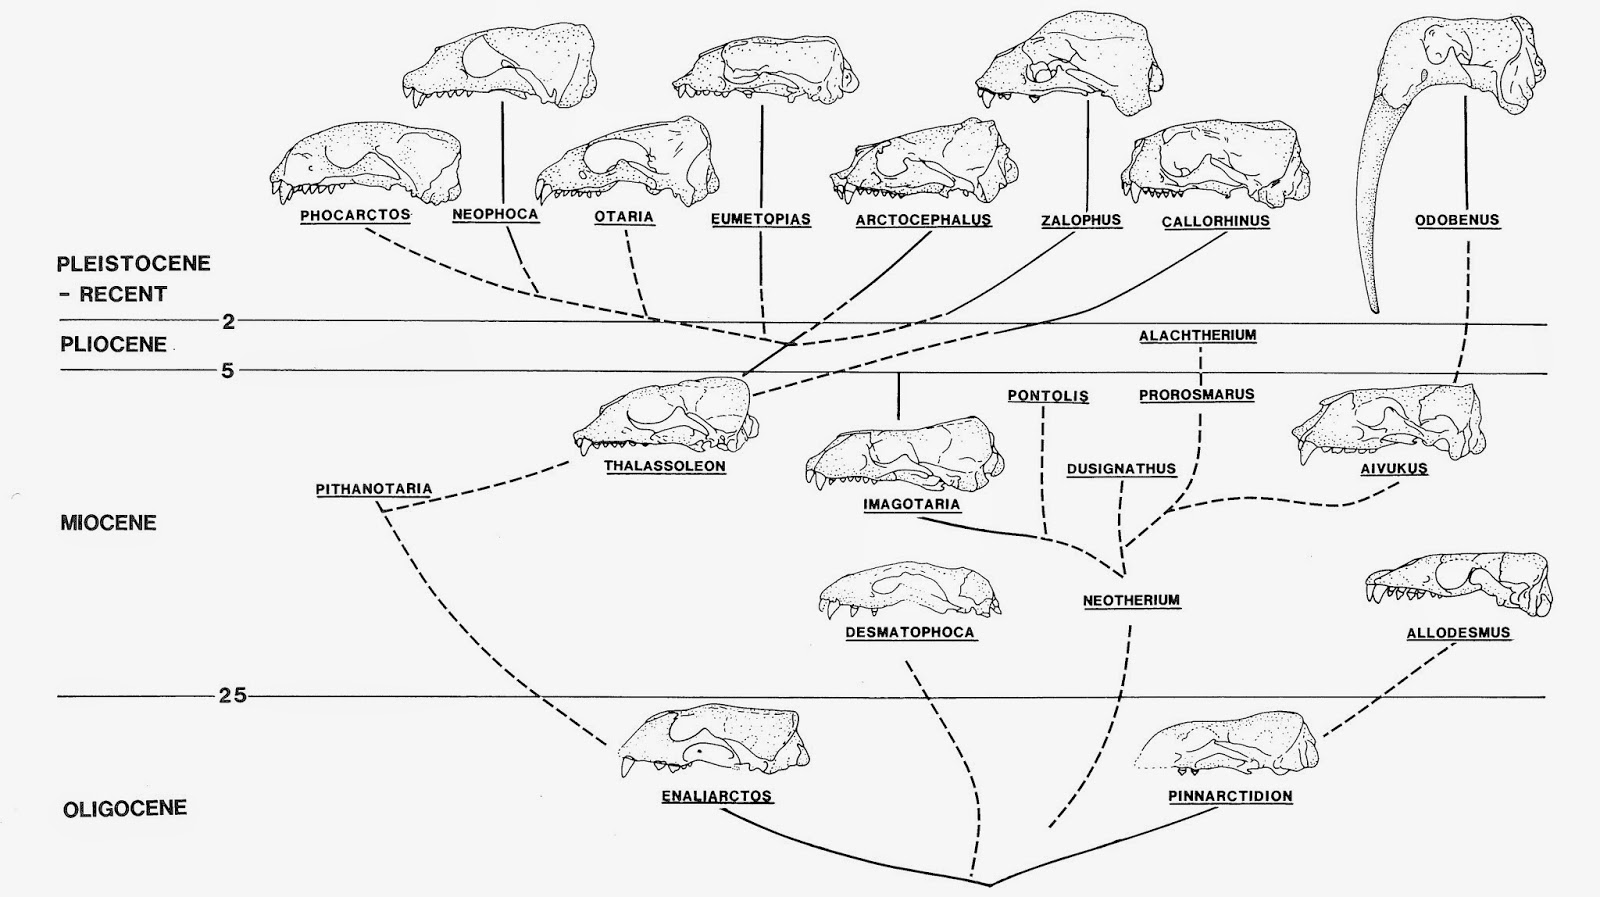 PHOCARCTOS
NEOPHOCA
OTARIA
EUMETOPIAS
ARCTOCEPHALUS
ZALOPHUS
CALLORHINUS
ODOBENUS
PLEISTOCENE
– RECENT
2
PLIOCENE
ALACHTHERIUM
5
PONTOLIS
PROROSMARUS
THALASSOLEON
DUSIGNATHUS
AIVUKUS
PITHANOTARIA
IMAGOTARIA
MIOCENE
NEOTHERIUM
DESMATOPHOCA
ALLODESMUS
25
ENALIARCTOS
PINNARCTIDION
OLIGOCENE